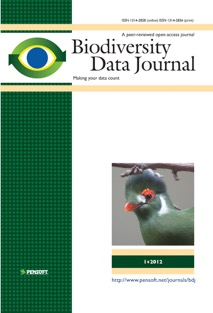 ISSN 1314-2828 (online) ISSN 1314-2836 (print)
A peer-reviewed open-access journal
Biodiversity
Data Journal
Making your data count
1•2012
PENSOFT.
http://www.pensoft.net/journals/bdj